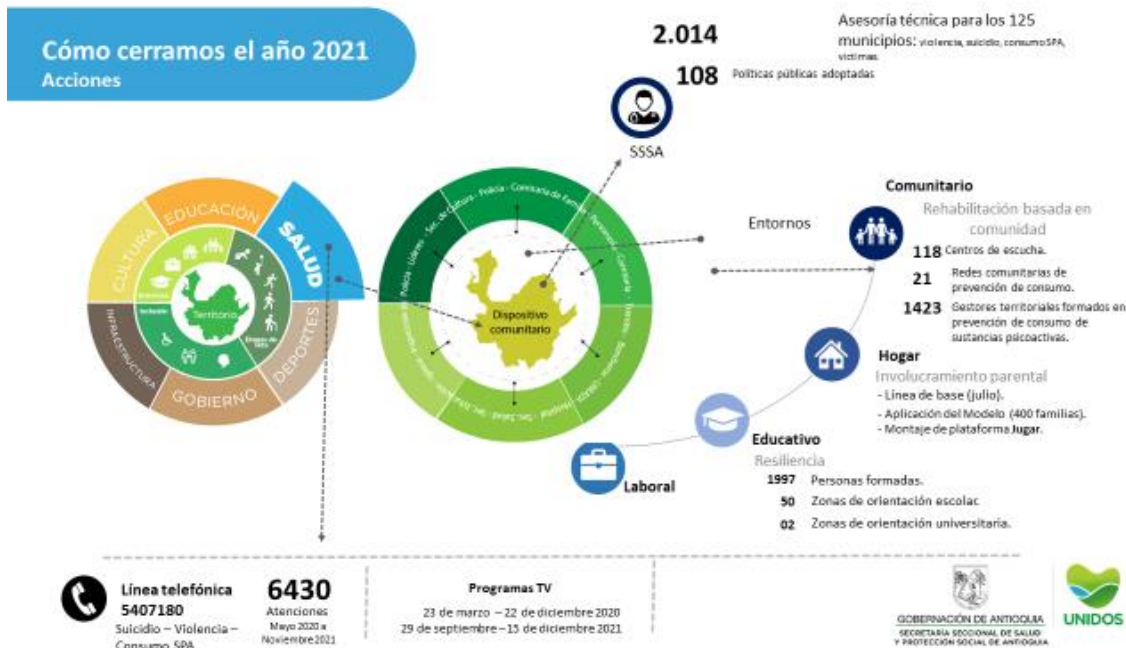 Cómo cerramos el año 2021
Acciones
2.014
Asesoría técnica para los 125
municipios: violencia, suicidio, consumo SPA,
victimas.
108 Políticas públicas adoptadas
SSSA
EDUCACIÓN
SALUD
DEPORTES
GOBIERNO
INFRAESTRUCTURA
CULTURA
Territorio
Inclusión
Dispositivo
comunitario
Entornos
Comunitario
Rehabilitación basada en
comunidad
118 Centros de escucha.
21 Redes comunitarias de
prevención de consumo.
1423 Gestores territoriales formados en
prevención de consumo de
sustancias psicoactivas.
Hogar
Involucramiento parental
- Línea de base (julio).
- Aplicación del Modelo (400 familias).
- Montaje de plataforma Jugar.
Educativo
Resiliencia
1997 Personas formadas.
50 Zonas de orientación escolar.
02 Zonas de orientación universitaria.
Laboral
Línea telefónica
5407180
Suicidio – Violencia –
Consumo SPA
6430
Atenciones
Mayo 2020 a
Noviembre 2021
Programas TV
23 de marzo – 22 de diciembre 2020
29 de septiembre – 15 de diciembre 2021
GOBERNACIÓN DE ANTIOQUIA
SECRETARÍA SECCIONAL DE SALUD
Y PROTECCIÓN SOCIAL DE ANTIOQUIA
UNIDOS